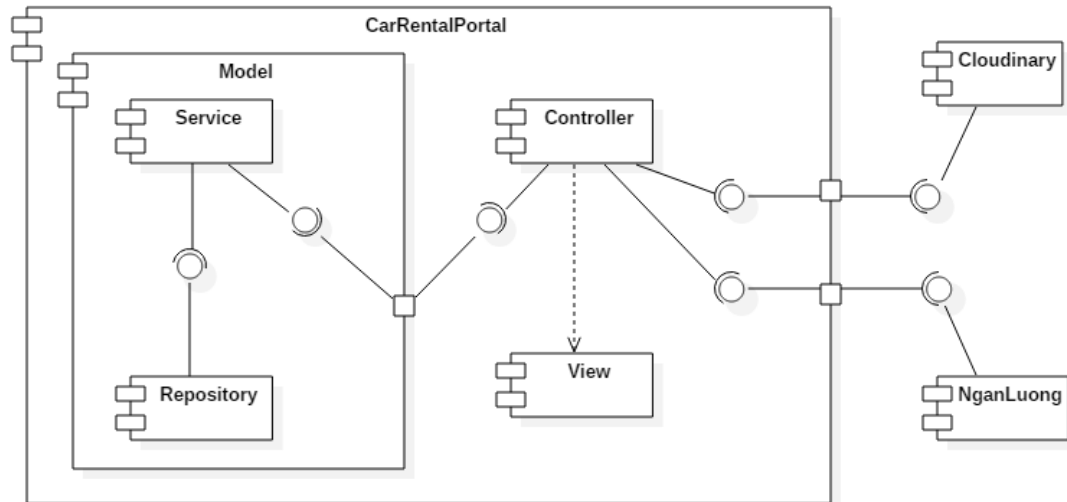 CarRentalPortal
Model
Service
Controller
Cloudinary
Repository
View
NganLuong